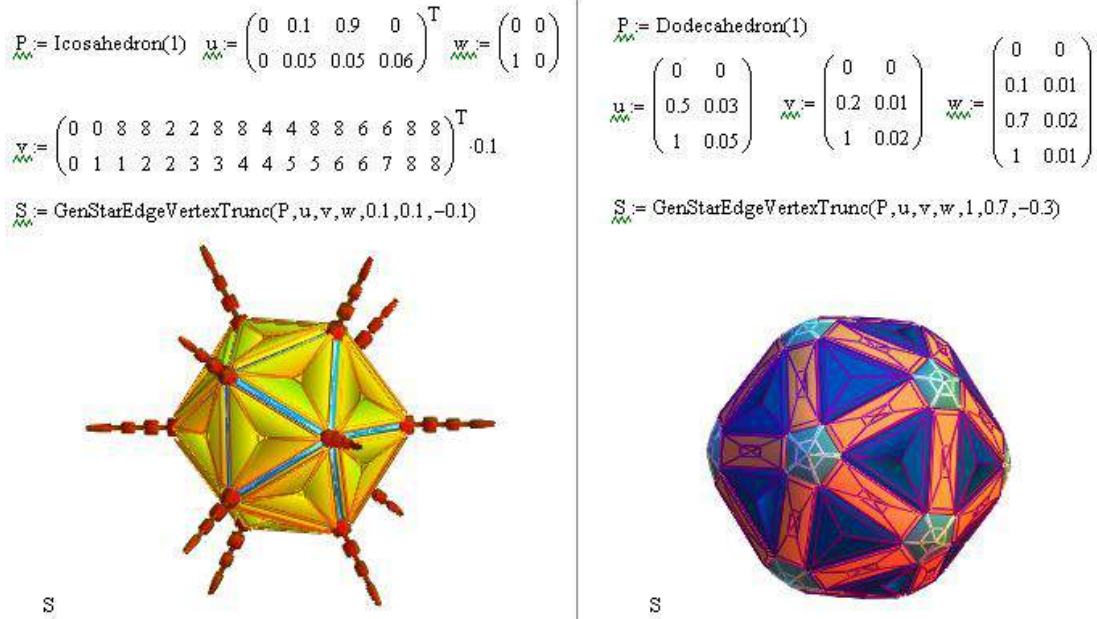 P := Icosahedron(1) u := (0 0.1 0.9 0 / 0 0.05 0.05 0.06)^T w := (0 0 / 1 0)
v := (0 0 8 8 2 2 8 8 4 4 8 8 6 6 8 8 / 0 1 1 2 2 3 3 4 4 5 5 6 6 7 8 8)^T ·0.1
S := GenStarEdgeVertexTrunc(P,u,v,w,0.1,0.1,−0.1)
S
P := Dodecahedron(1)
u := (0 0 / 0.5 0.03 / 1 0.05) v := (0 0 / 0.2 0.01 / 1 0.02) w := (0 0 / 0.1 0.01 / 0.7 0.02 / 1 0.01)
S := GenStarEdgeVertexTrunc(P,u,v,w,1,0.7,−0.3)
S